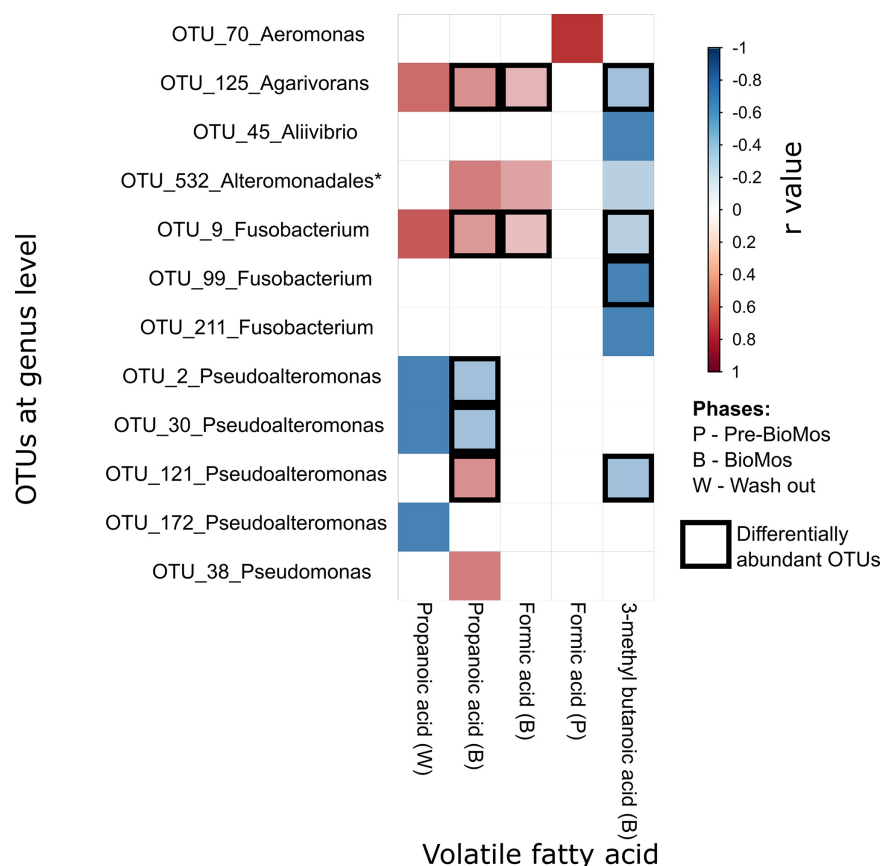 OTUs at genus level
OTU_70_Aeromonas
OTU_125_Agarivorans
OTU_45_Aliivibrio
OTU_532_Alteromonadales*
OTU_9_Fusobacterium
OTU_99_Fusobacterium
OTU_211_Fusobacterium
OTU_2_Pseudoalteromonas
OTU_30_Pseudoalteromonas
OTU_121_Pseudoalteromonas
OTU_172_Pseudoalteromonas
OTU_38_Pseudomonas
Propanoic acid (W)
Propanoic acid (B)
Formic acid (B)
Formic acid (P)
3-methyl butanoic acid (B)
Volatile fatty acid
-1
-0.8
-0.6
-0.4
-0.2
0
0.2
0.4
0.6
0.8
1
r value
Phases:
P - Pre-BioMos
B - BioMos
W - Wash out
Differentially
abundant OTUs